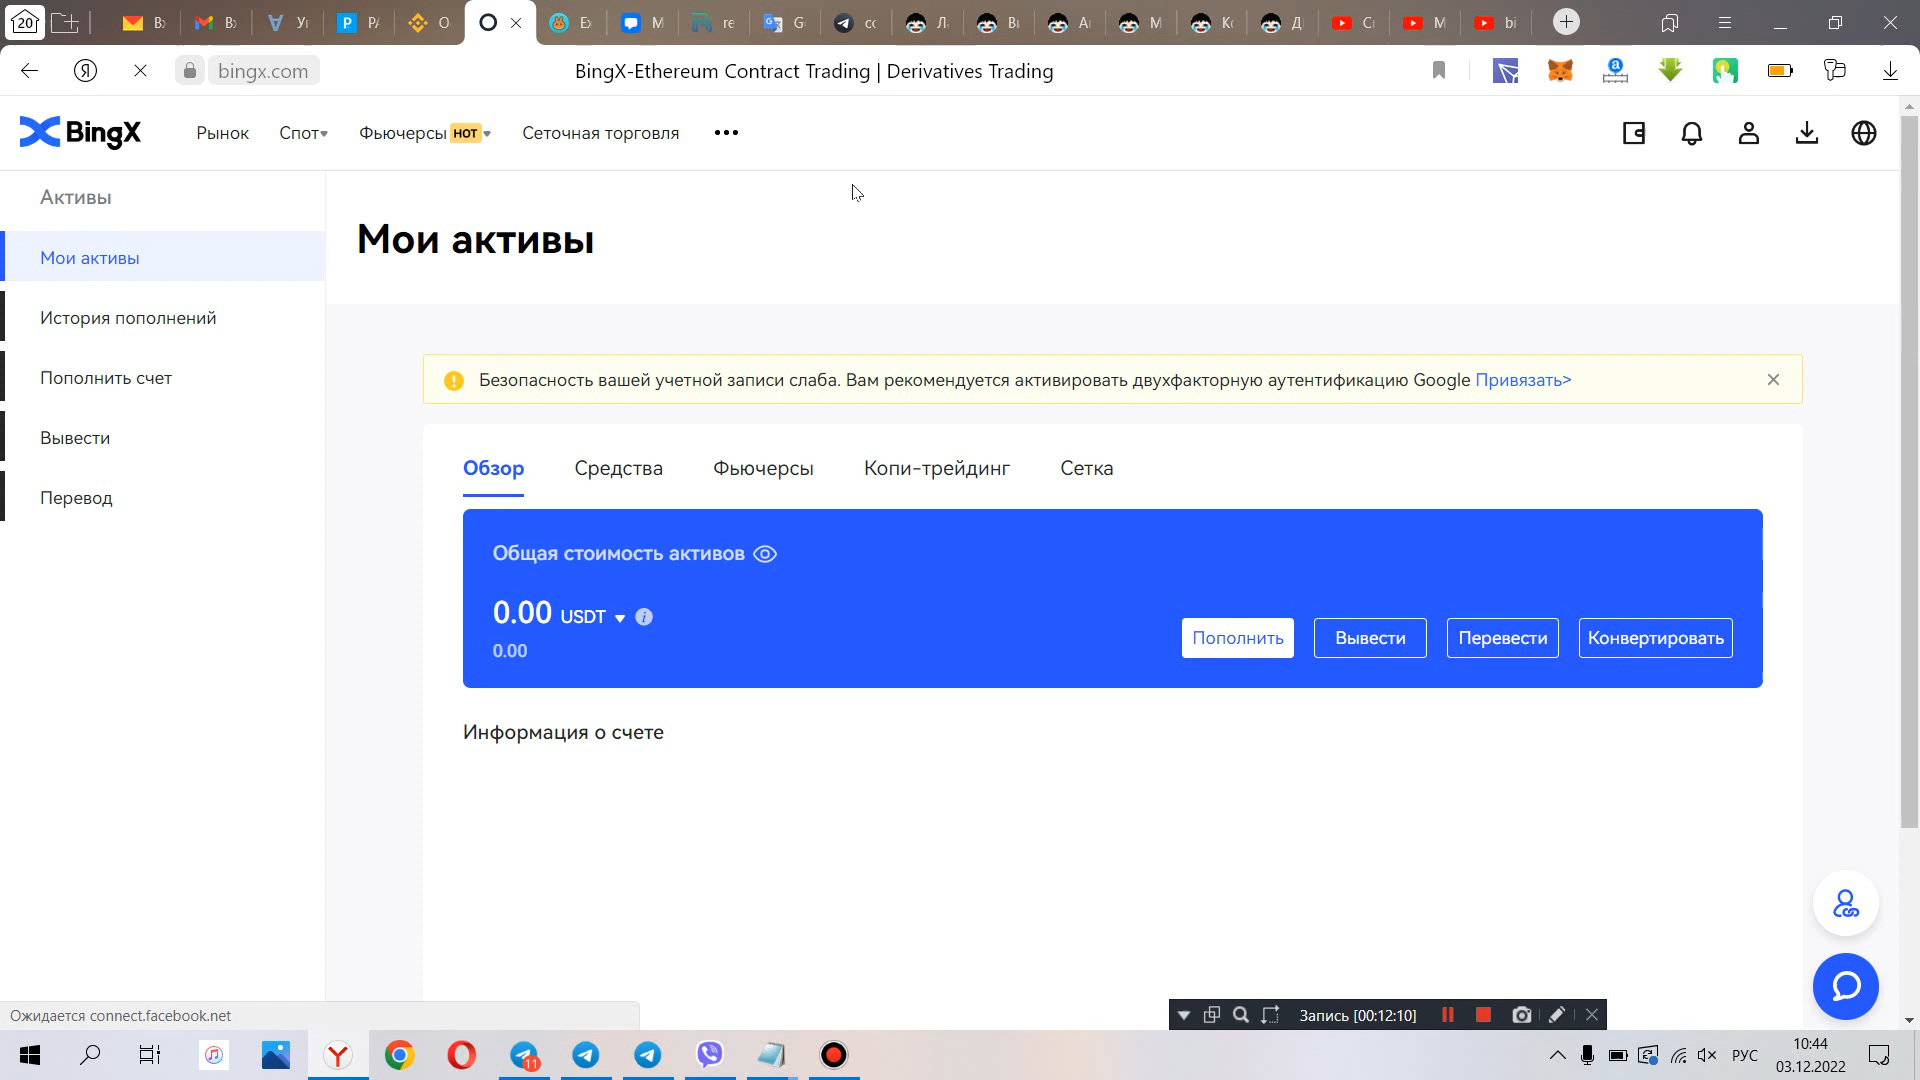 20
bingx.com
BingX-Ethereum Contract Trading | Derivatives Trading
BingX
Рынок
Спот
Фьючерсы HOT
Сеточная торговля
Активы
Мои активы
История пополнений
Пополнить счет
Вывести
Перевод
Мои активы
Безопасность вашей учетной записи слаба. Вам рекомендуется активировать двухфакторную аутентификацию Google Привязать>
Обзор
Средства
Фьючерсы
Копи-трейдинг
Сетка
Общая стоимость активов
0.00 USDT
0.00
Пополнить
Вывести
Перевести
Конвертировать
Информация о счете
Ожидается connect.facebook.net
Запись [00:12:10]
11
РУС
10:44
03.12.2022